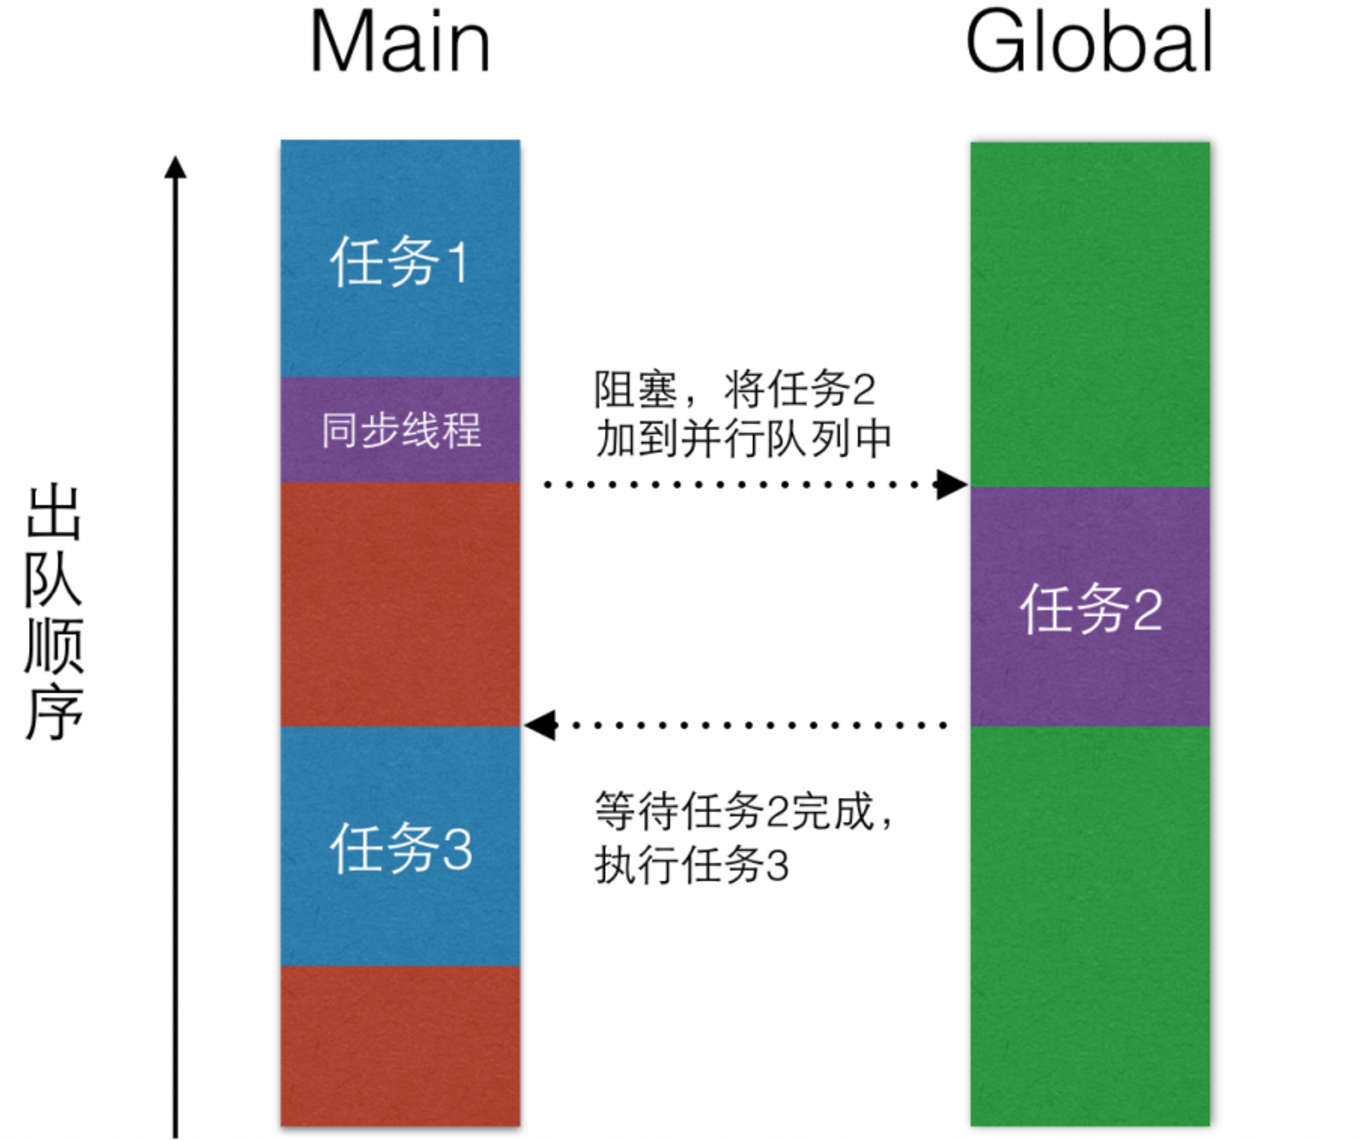 Main
Global
任务1
阻塞，将任务2
加到并行队列中
同步线程
出队顺序
任务2
等待任务2完成，
执行任务3
任务3